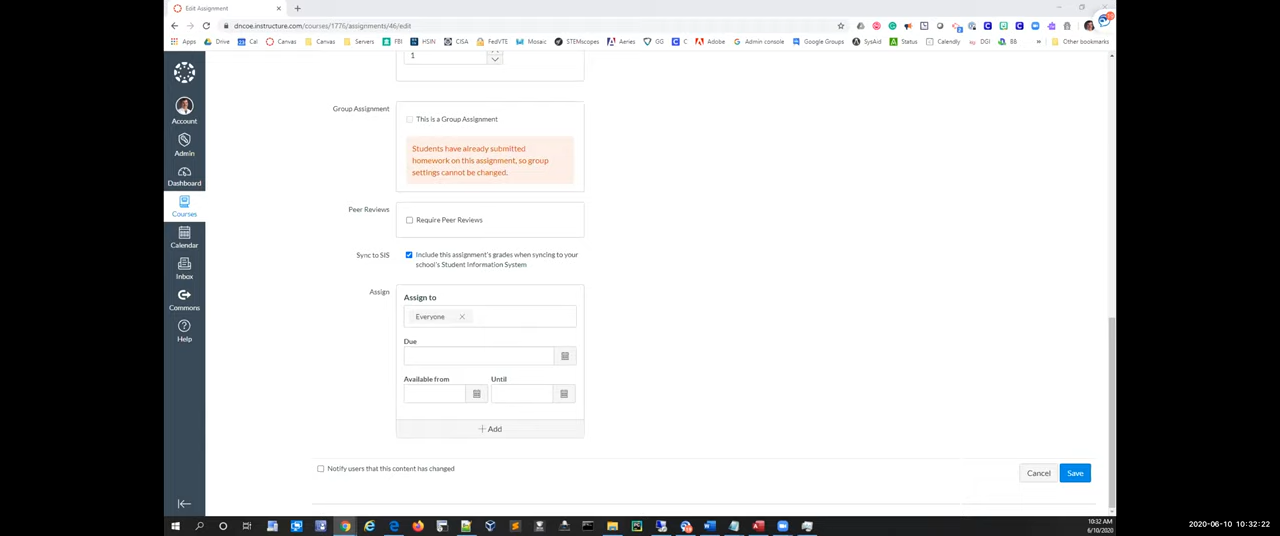 Edit Assignment
dncoe.instructure.com/courses/1776/assignments/46/edit
Apps Drive Cal Canvas Canvas Servers FBI HSIN CISA FedVTE Mosaic STEMscopes Aeries GG C Adobe Admin console Google Groups SysAid Status Calendly DGI BB » Other bookmarks
1
Group Assignment
This is a Group Assignment
Students have already submitted
homework on this assignment, so group
settings cannot be changed.
Peer Reviews
Require Peer Reviews
Sync to SIS
Include this assignment's grades when syncing to your
school's Student Information System
Assign
Assign to
Everyone
Due
Available from
Until
+ Add
Notify users that this content has changed
Cancel
Save
Account
Admin
Dashboard
Courses
Calendar
Inbox
Commons
Help
10:32 AM
6/10/2020
2020-06-10 10:32:22